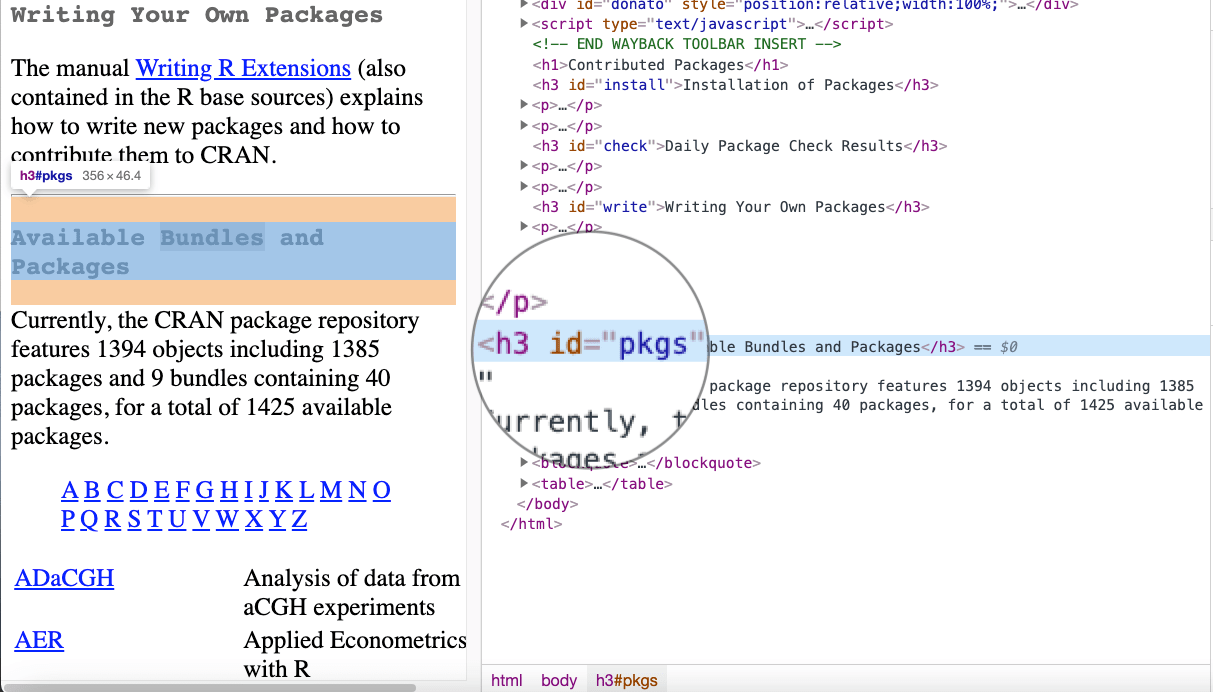 Writing Your Own Packages
The manual Writing R Extensions (also
contained in the R base sources) explains
how to write new packages and how to
contribute them to CRAN.
h3#pkgs 356 × 46.4
Available Bundles and
Packages
Currently, the CRAN package repository
features 1394 objects including 1385
packages and 9 bundles containing 40
packages, for a total of 1425 available
packages.
A B C D E F G H I J K L M N O
P Q R S T U V W X Y Z
ADaCGH Analysis of data from
aCGH experiments
AER Applied Econometrics
with R
<div id="donato" style="position:relative;width:100%;">…</div>
<script type="text/javascript">…</script>
<!-- END WAYBACK TOOLBAR INSERT -->
<h1>Contributed Packages</h1>
<h3 id="install">Installation of Packages</h3>
<p>…</p>
<p>…</p>
<h3 id="check">Daily Package Check Results</h3>
<p>…</p>
<p>…</p>
<h3 id="write">Writing Your Own Packages</h3>
<p>…</p>
</p>
<h3 id="pkgs" ble Bundles and Packages</h3> == $0
"
urrently, t package repository features 1394 objects including 1385
kages dles containing 40 packages, for a total of 1425 available
…</blockquote>
<table>…</table>
</body>
</html>
html body h3#pkgs